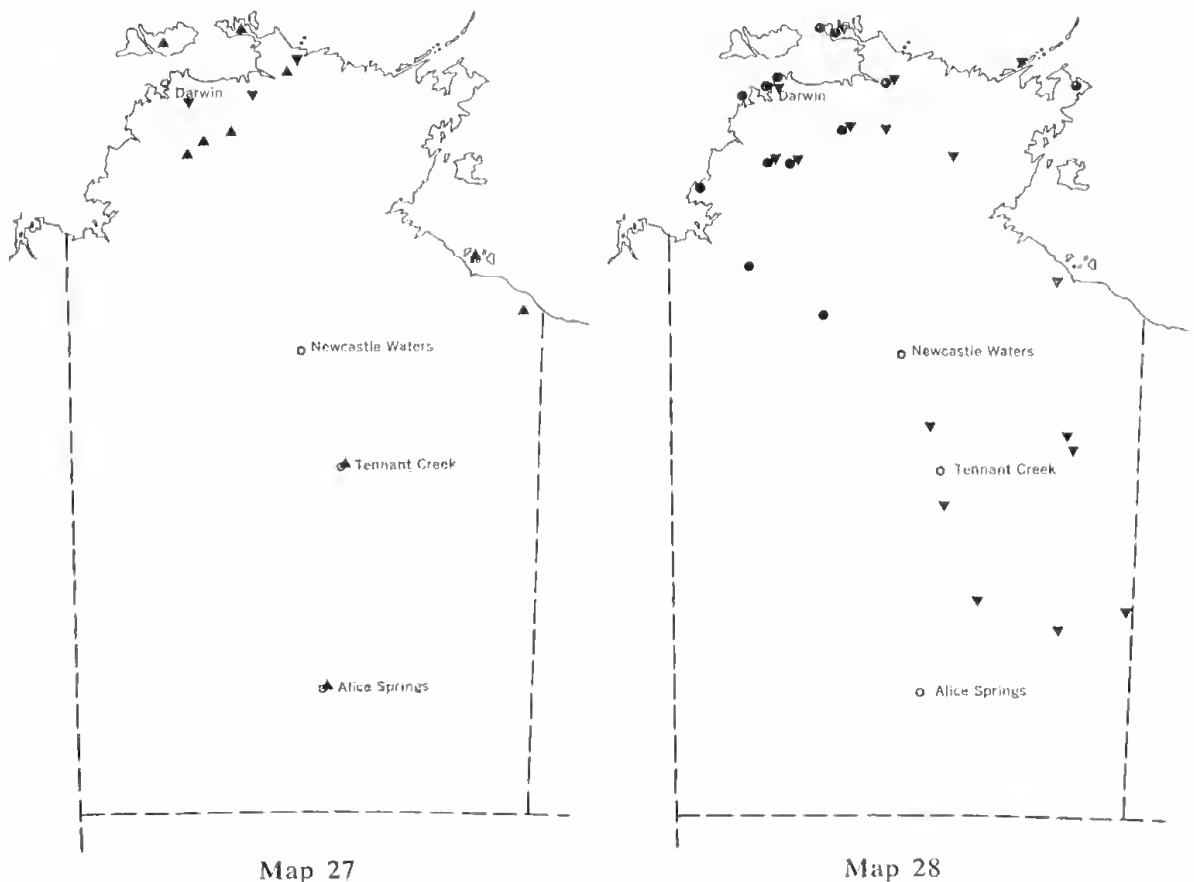 Darwin
Newcastle Waters
Tennant Creek
Alice Springs
Map 27
Darwin
Newcastle Waters
Tennant Creek
Alice Springs
Map 28